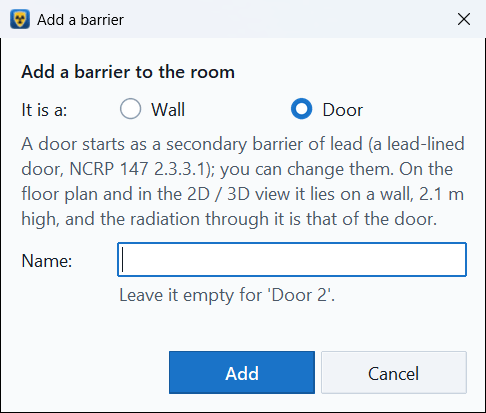 Add a barrier
Add a barrier to the room
It is a: Wall Door
A door starts as a secondary barrier of lead (a lead-lined
door, NCRP 147 2.3.3.1); you can change them. On the
floor plan and in the 2D / 3D view it lies on a wall, 2.1 m
high, and the radiation through it is that of the door.
Name:
Leave it empty for 'Door 2'.
Add Cancel